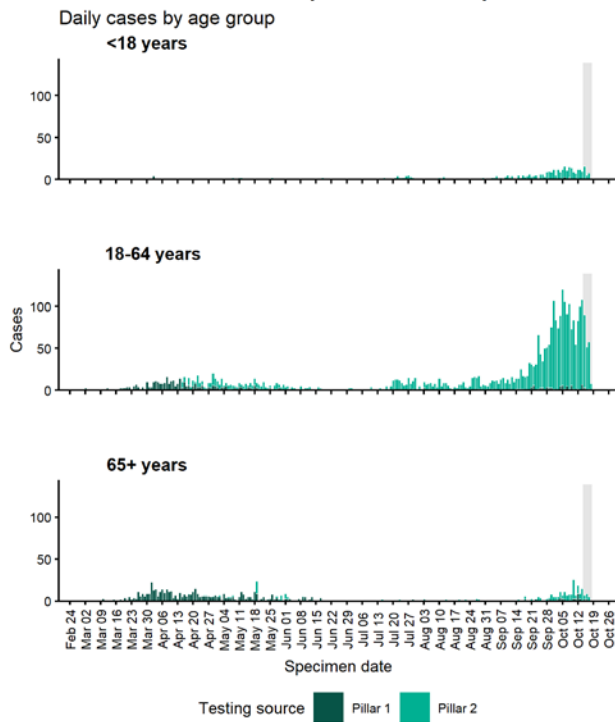 Daily cases by age group
<18 years
100
50
0
18-64 years
100
50
0
Cases
65+ years
100
50
0
Feb 24
Mar 02
Mar 09
Mar 16
Mar 23
Mar 30
Apr 06
Apr 13
Apr 20
Apr 27
May 04
May 11
May 18
May 25
Jun 01
Jun 08
Jun 15
Jun 22
Jun 29
Jul 06
Jul 13
Jul 20
Jul 27
Aug 03
Aug 10
Aug 17
Aug 24
Aug 31
Sep 07
Sep 14
Sep 21
Sep 28
Oct 05
Oct 12
Oct 19
Oct 26
Specimen date
Testing source Pillar 1 Pillar 2